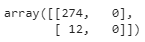 array([[274,   0],
       [ 12,   0]])